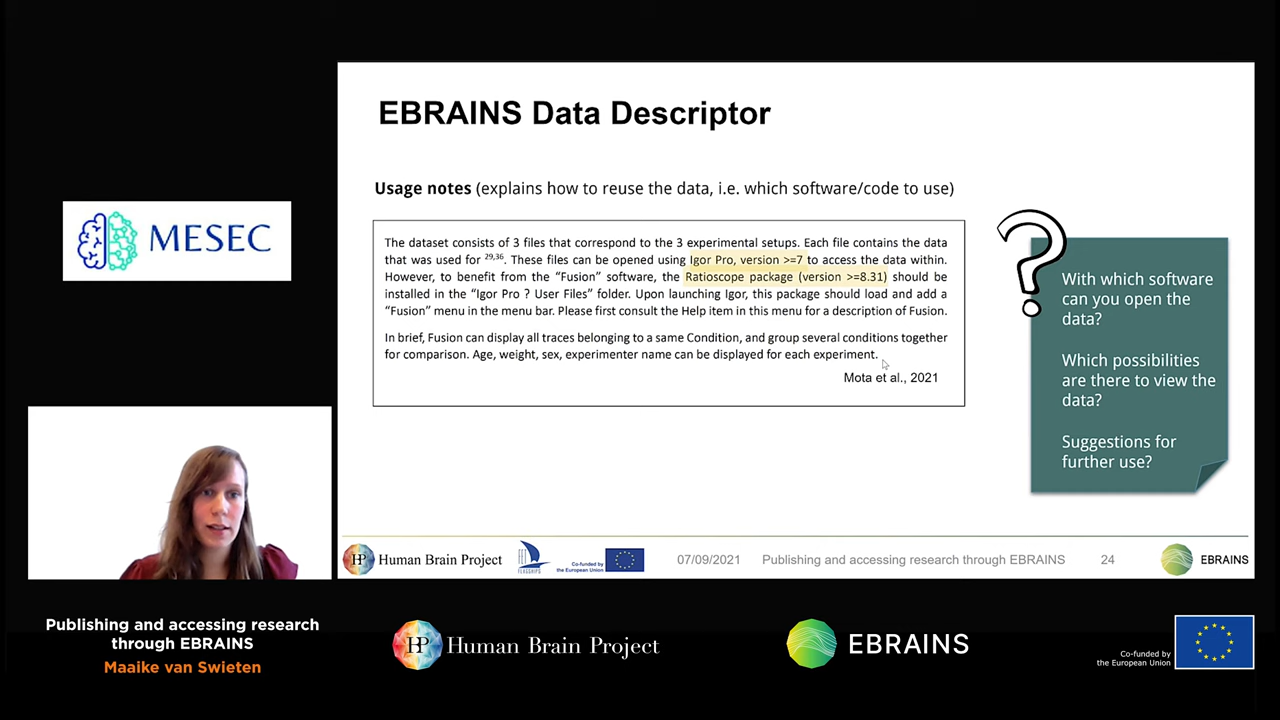 EBRAINS Data Descriptor
Usage notes (explains how to reuse the data, i.e. which software/code to use)
The dataset consists of 3 files that correspond to the 3 experimental setups. Each file contains the data
that was used for 29,36. These files can be opened using Igor Pro, version >=7 to access the data within.
However, to benefit from the “Fusion” software, the Ratioscope package (version >=8.31) should be
installed in the “Igor Pro ? User Files” folder. Upon launching Igor, this package should load and add a
“Fusion” menu in the menu bar. Please first consult the Help item in this menu for a description of Fusion.
In brief, Fusion can display all traces belonging to a same Condition, and group several conditions together
for comparison. Age, weight, sex, experimenter name can be displayed for each experiment.
Mota et al., 2021
?
With which software
can you open the
data?
Which possibilities
are there to view the
data?
Suggestions for
further use?
MESEC
HBP Human Brain Project
FET
FLAGSHIPS
Co-funded by
the European Union
07/09/2021
Publishing and accessing research through EBRAINS
24
EBRAINS
Publishing and accessing research
through EBRAINS
Maaike van Swieten
HBP Human Brain Project
EBRAINS
Co-funded by
the European Union